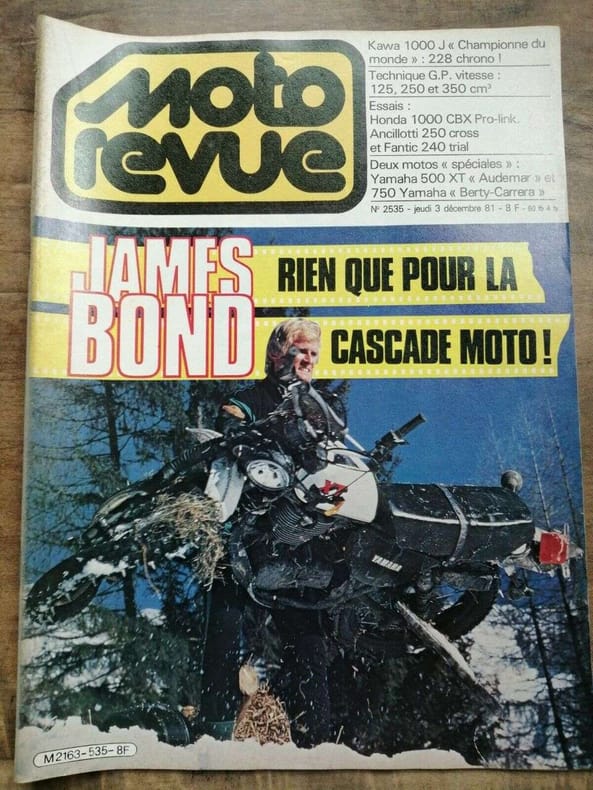 moto
revue
Kawa 1000 J « Championne du
monde » : 228 chrono !
Technique G.P. vitesse :
125, 250 et 350 cm³
Essais :
Honda 1000 CBX Pro-link.
Ancillotti 250 cross
et Fantic 240 trial
Deux motos « spéciales » :
Yamaha 500 XT « Audemar » et
750 Yamaha « Berty-Carrera »
N° 2535 - jeudi 3 décembre 81 - 8 F - 60 fb A tr
JAMES
BOND
RIEN QUE POUR LA
CASCADE MOTO !
YAMAHA
M2163-535-8F